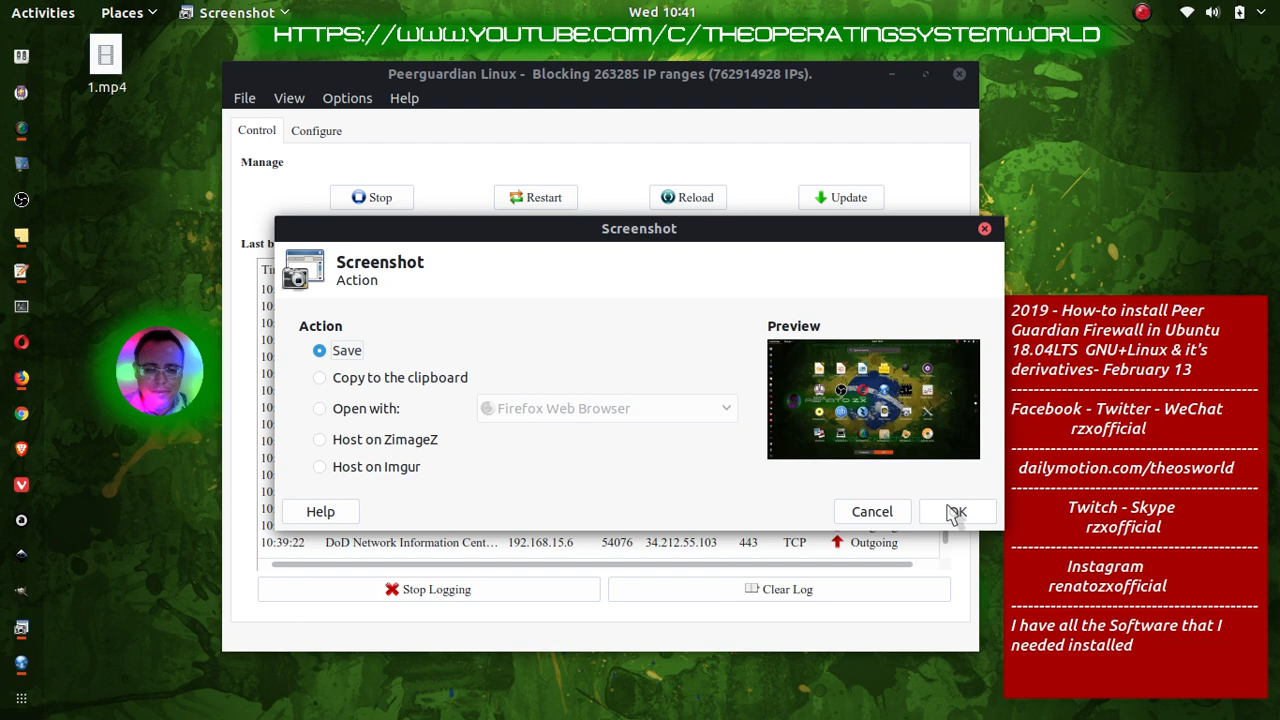 Activities
Places
Screenshot
Wed 10:41
HTTPS://WWW.YOUTUBE.COM/C/THEOPERATINGSYSTEMWORLD
1.mp4
Peerguardian Linux - Blocking 263285 IP ranges (762914928 IPs).
File View Options Help
Control Configure
Manage
Stop Restart Reload Update
Last b
Screenshot
Screenshot
Action
Action
Save
Copy to the clipboard
Open with: Firefox Web Browser
Host on ZimageZ
Host on Imgur
Preview
Help Cancel OK
10:39:22 DoD Network Information Cent... 192.168.15.6 54076 34.212.55.103 443 TCP Outgoing
Stop Logging Clear Log
2019 - How-to install Peer
Guardian Firewall in Ubuntu
18.04LTS GNU+Linux & it's
derivatives- February 13
Facebook - Twitter - WeChat
rzxofficial
dailymotion.com/theosworld
Twitch - Skype
rzxofficial
Instagram
renatozxofficial
I have all the Software that I
needed installed